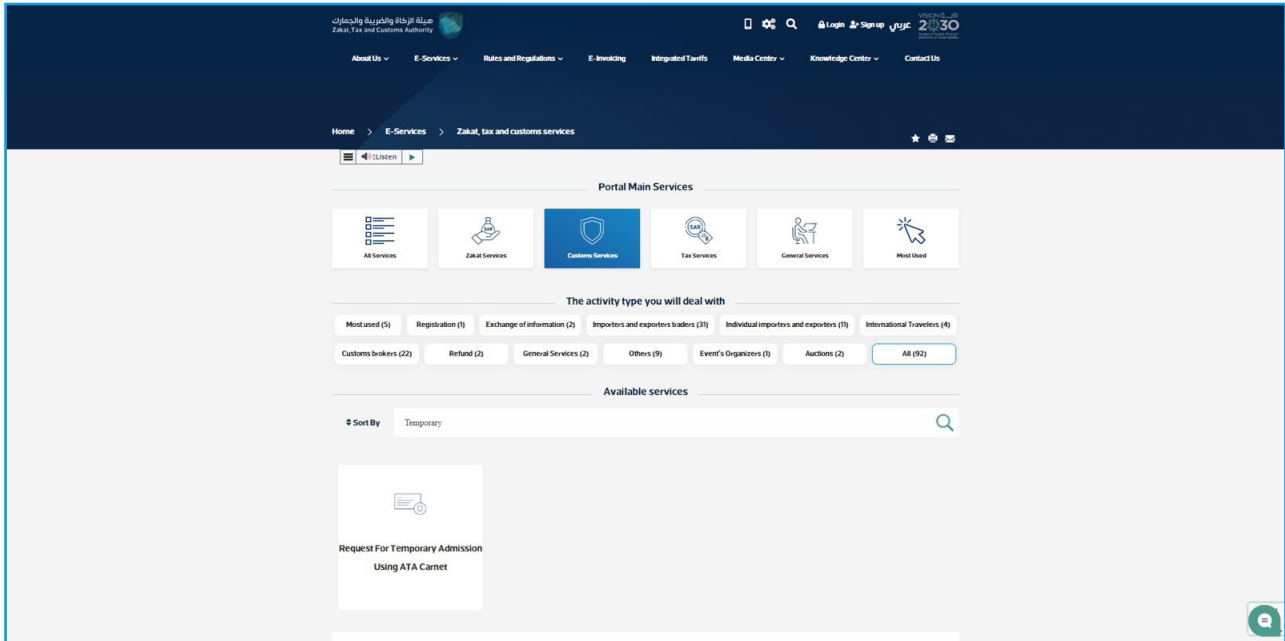 هيئة الزكاة والضريبة والجمارك
Zakat, Tax and Customs Authority
Login Sign up عربي
VISION رؤيـة
2030
About Us E-Services Rules and Regulations E-Invoicing Integrated Tariffs Media Center Knowledge Center Contact Us
Home > E-Services > Zakat, tax and customs services
Listen
Portal Main Services
SAR SAR
All Services Zakat Services Customs Services Tax Services General Services Most Used
The activity type you will deal with
Most used (5) Registration (1) Exchange of information (2) Importers and exporters traders (31) Individual importers and exporters (11) International Travelers (4)
Customs brokers (22) Refund (2) General Services (2) Others (9) Event's Organizers (1) Auctions (2) All (92)
Available services
Sort By Temporary
Request For Temporary Admission
Using ATA Carnet